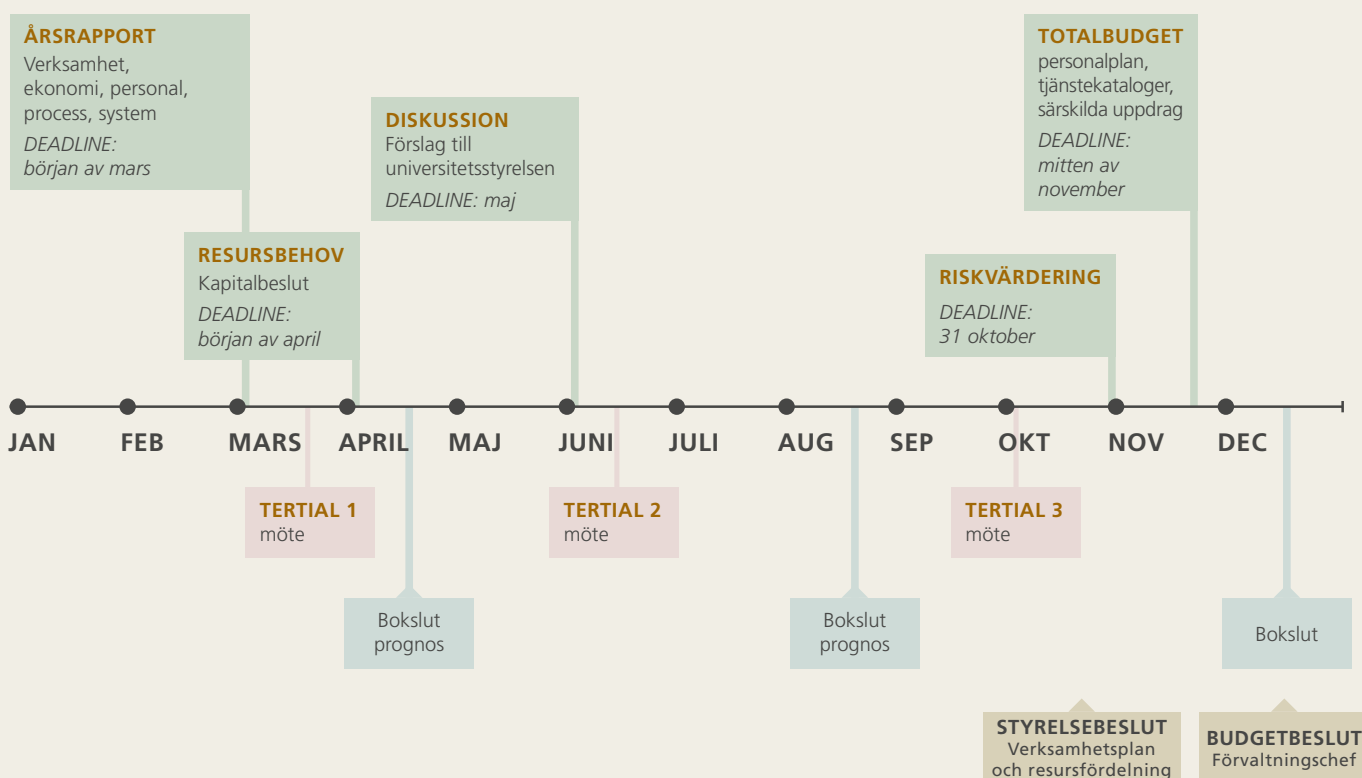 ÅRSRAPPORT
Verksamhet,
ekonomi, personal,
process, system
DEADLINE:
början av mars
RESURSBEHOV
Kapitalbeslut
DEADLINE:
början av april
DISKUSSION
Förslag till
universitetsstyrelsen
DEADLINE: maj
RISKVÄRDERING
DEADLINE:
31 oktober
TOTALBUDGET
personalplan,
tjänstekataloger,
särskilda uppdrag
DEADLINE:
mitten av
november
JAN FEB MARS APRIL MAJ JUNI JULI AUG SEP OKT NOV DEC
TERTIAL 1
möte
TERTIAL 2
möte
TERTIAL 3
möte
Bokslut
prognos
Bokslut
prognos
Bokslut
STYRELSEBESLUT
Verksamhetsplan
och resursfördelning
BUDGETBESLUT
Förvaltningschef